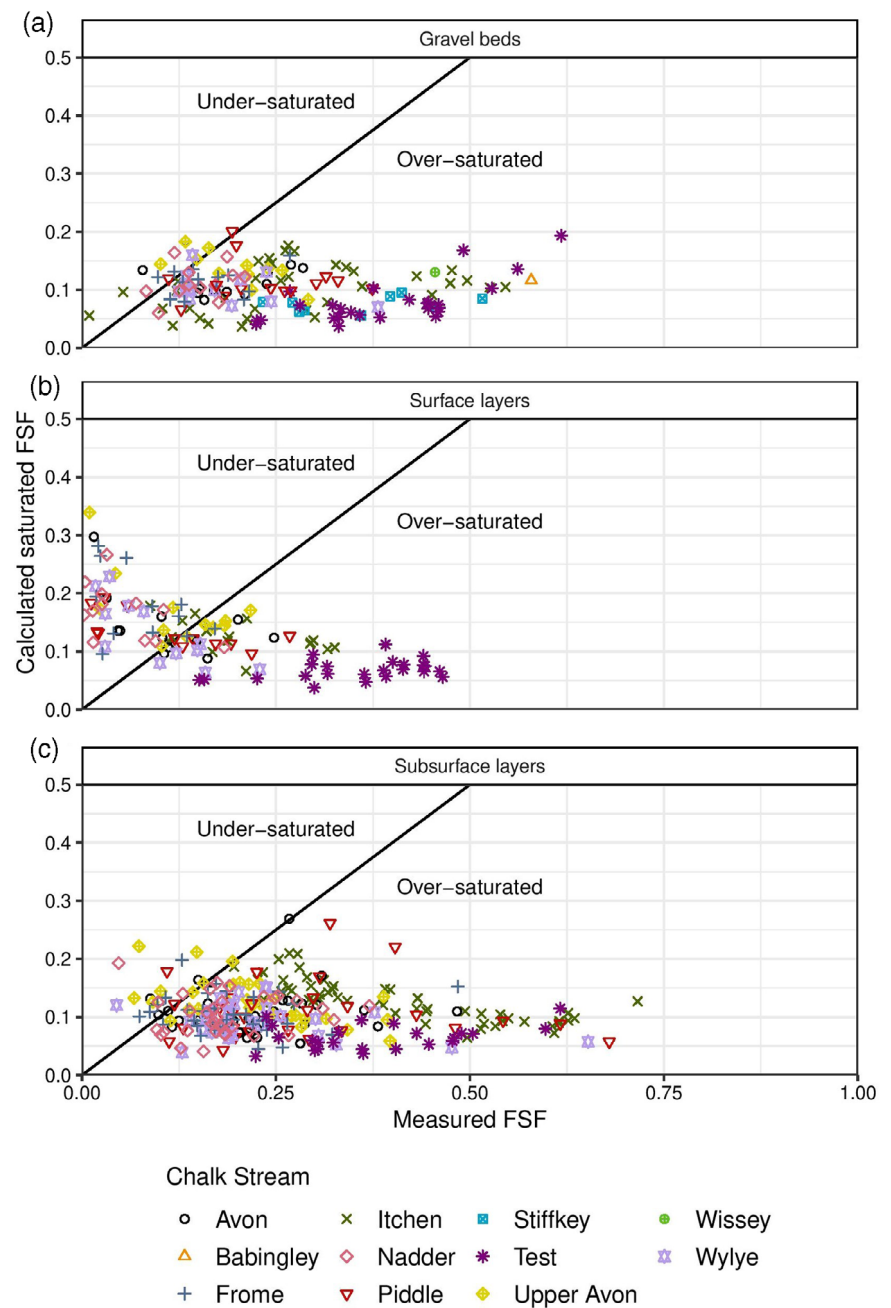 (a)
Gravel beds
0.5
Under−saturated
0.4
Over−saturated
0.3
0.2
0.1
0.0
(b)
Surface layers
0.5
Under−saturated
0.4
Over−saturated
0.3
0.2
0.1
0.0
Calculated saturated FSF
(c)
Subsurface layers
0.5
Under−saturated
0.4
Over−saturated
0.3
0.2
0.1
0.0
0.00 0.25 0.50 0.75 1.00
Measured FSF
Chalk Stream
Avon Itchen Stiffkey Wissey
Babingley Nadder Test Wylye
Frome Piddle Upper Avon